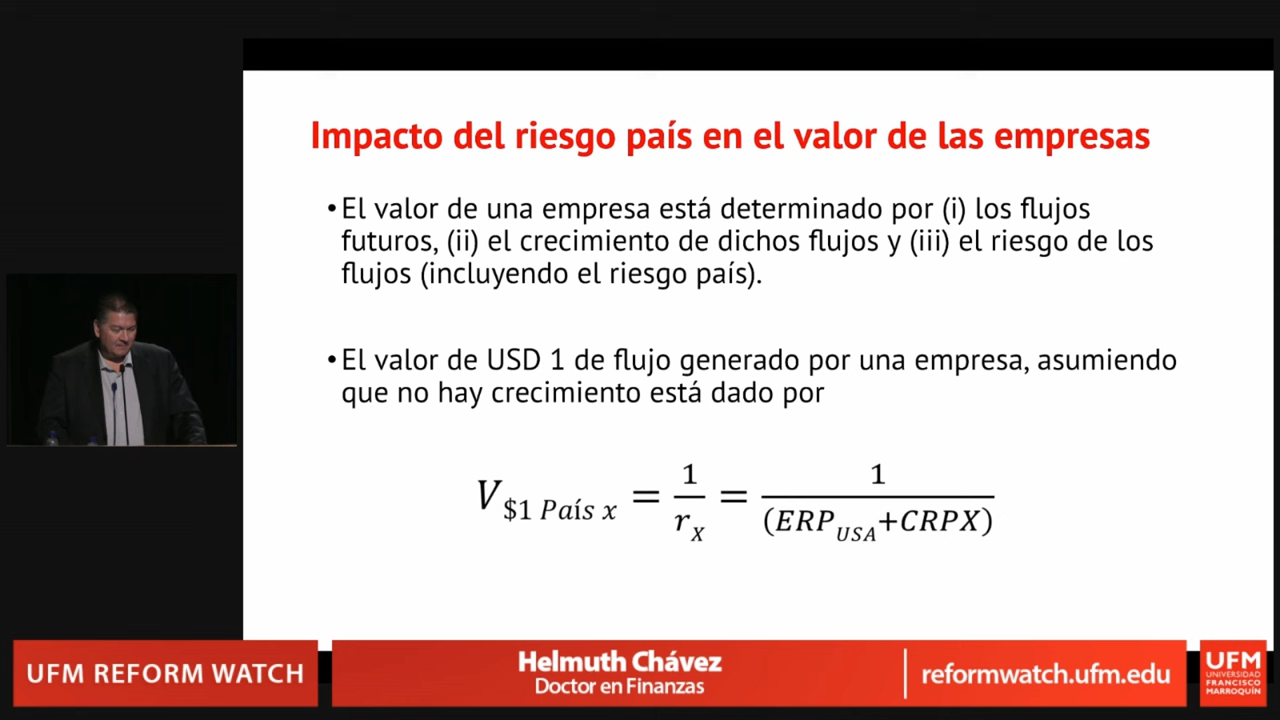 Impacto del riesgo país en el valor de las empresas
•El valor de una empresa está determinado por (i) los flujos
futuros, (ii) el crecimiento de dichos flujos y (iii) el riesgo de los
flujos (incluyendo el riesgo país).
•El valor de USD 1 de flujo generado por una empresa, asumiendo
que no hay crecimiento está dado por
V$1 País x = 1/rX = 1/(ERPUSA+CRPX)
UFM REFORM WATCH
Helmuth Chávez
Doctor en Finanzas
reformwatch.ufm.edu
UFM
UNIVERSIDAD
FRANCISCO
MARROQUÍN